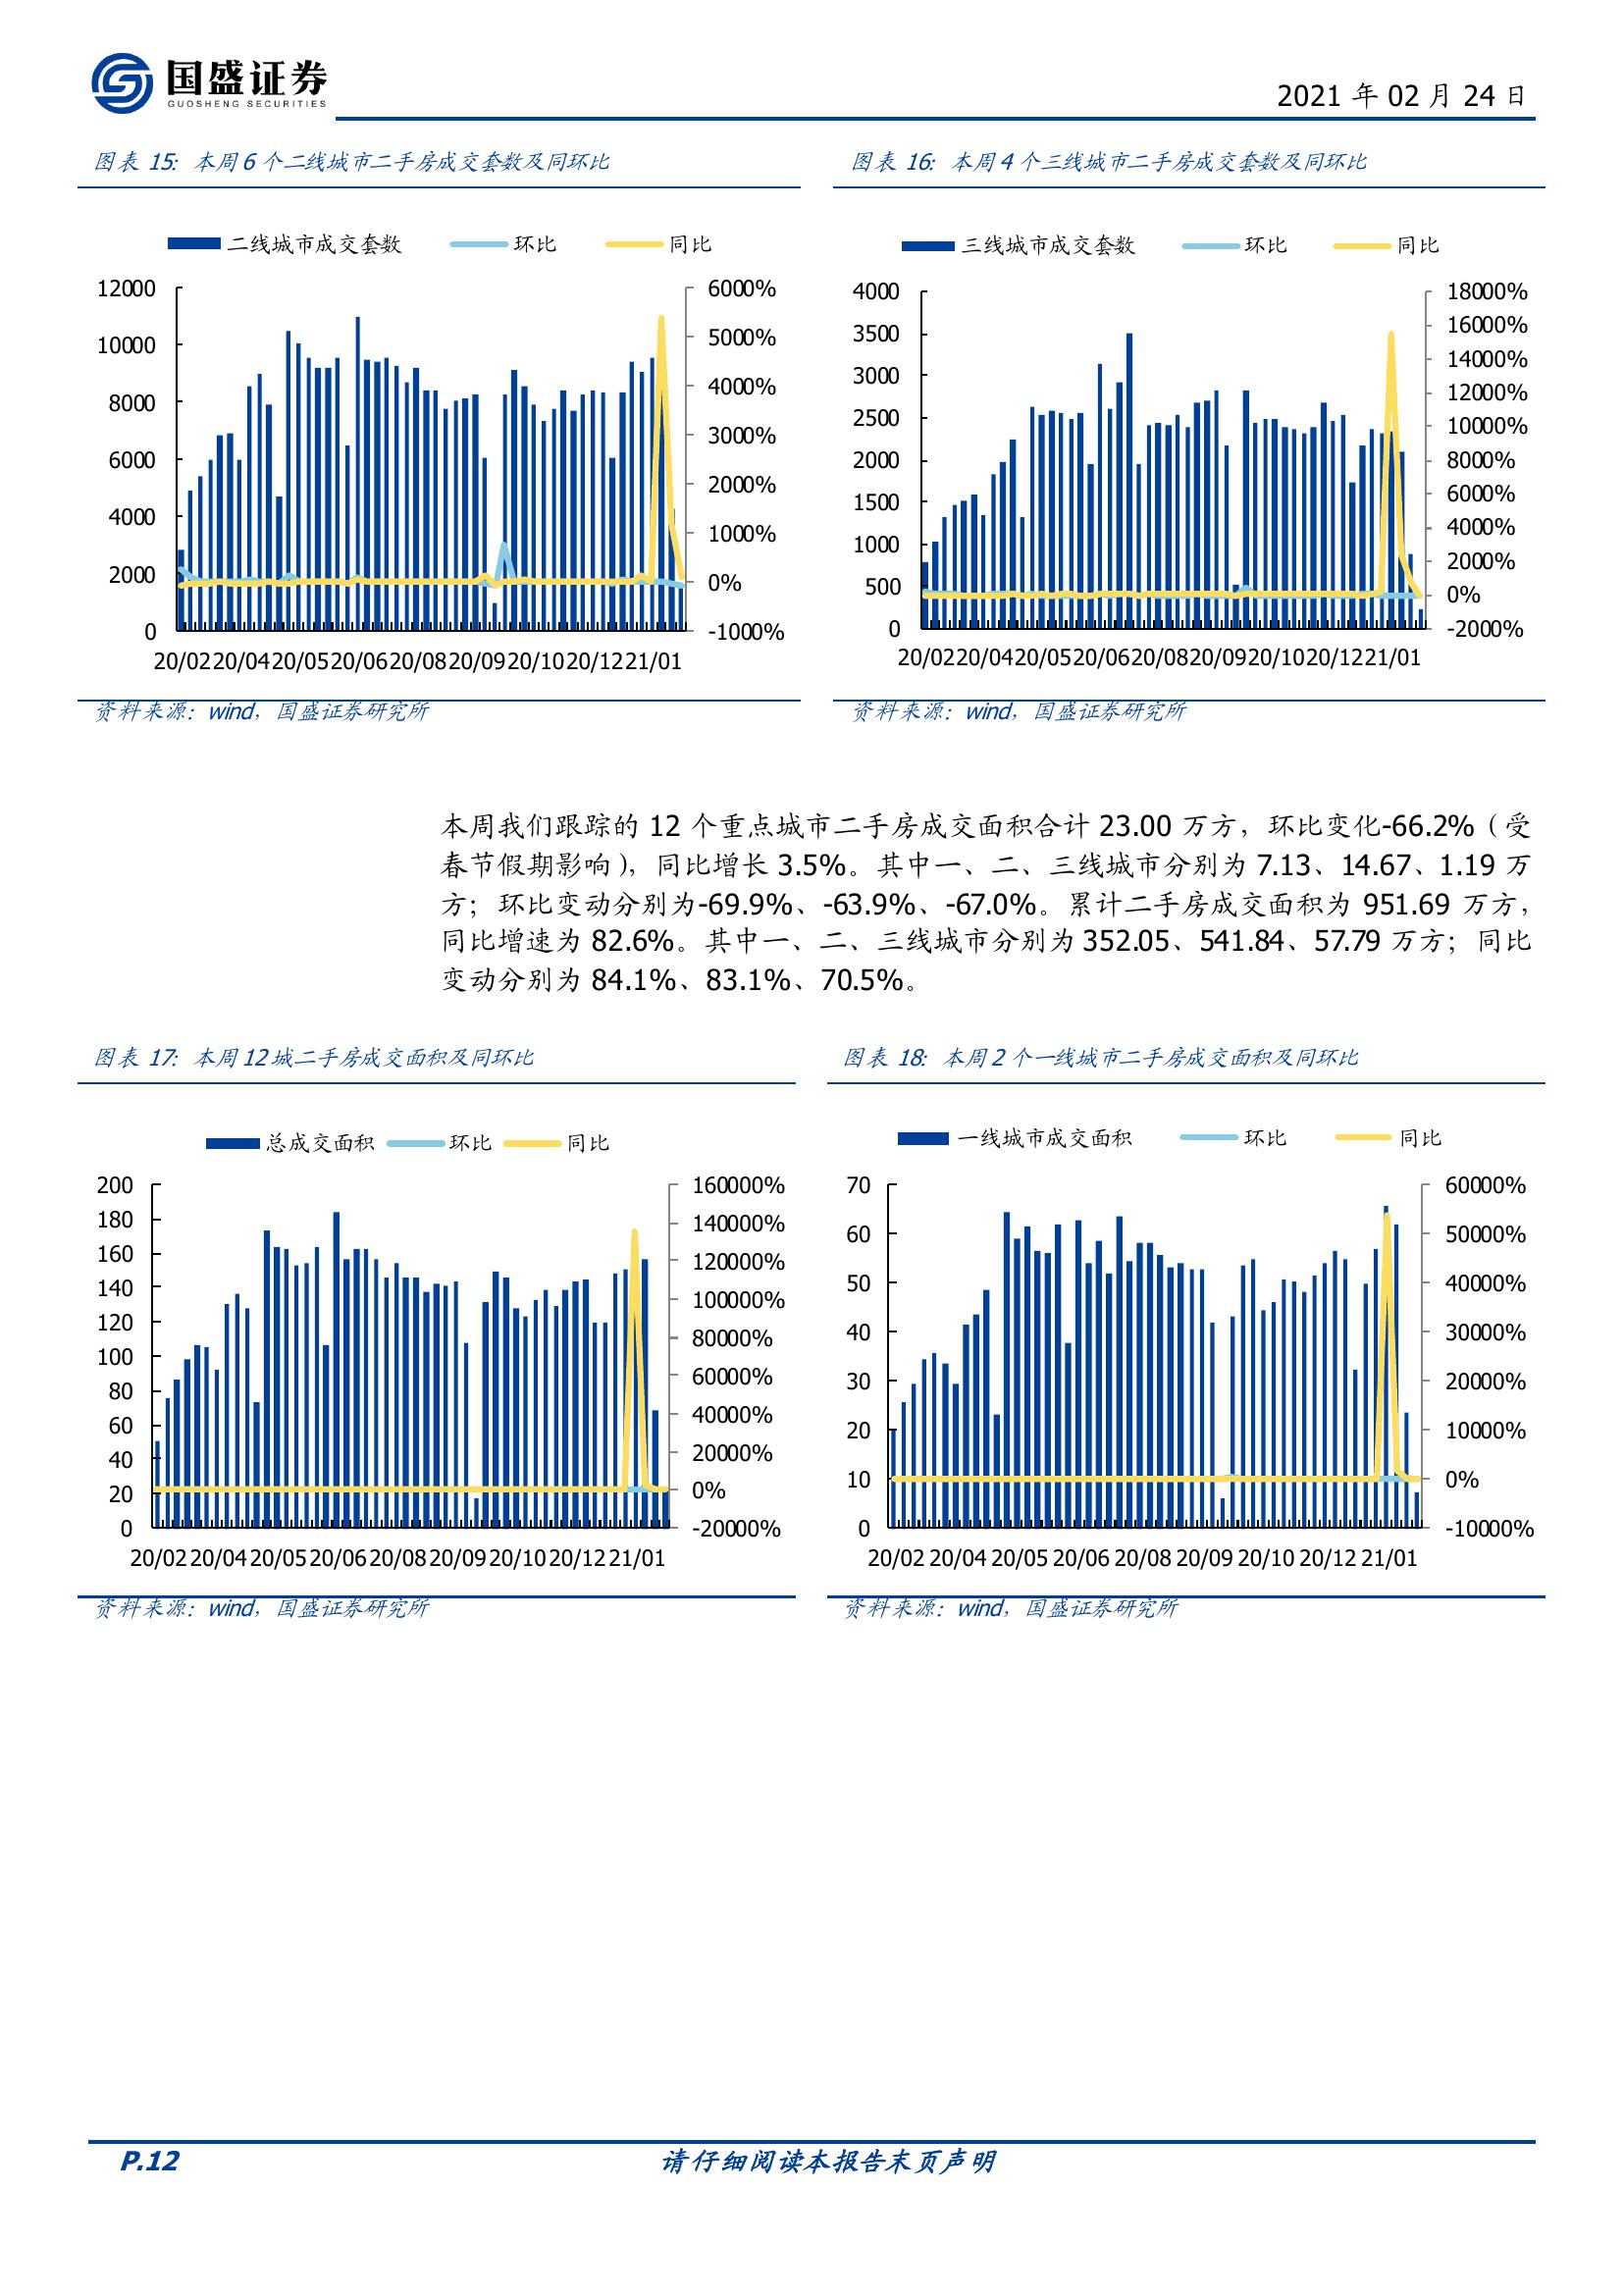 国盛证券
GUOSHENG SECURITIES
2021 年 02 月 24 日
图表 15: 本周 6 个二线城市二手房成交套数及同环比
二线城市成交套数 环比 同比
12000
10000
8000
6000
4000
2000
0
6000%
5000%
4000%
3000%
2000%
1000%
0%
-1000%
20/02 20/04 20/05 20/06 20/08 20/09 20/10 20/12 21/01
资料来源：wind，国盛证券研究所
图表 16: 本周 4 个三线城市二手房成交套数及同环比
三线城市成交套数 环比 同比
4000
3500
3000
2500
2000
1500
1000
500
0
18000%
16000%
14000%
12000%
10000%
8000%
6000%
4000%
2000%
0%
-2000%
20/02 20/04 20/05 20/06 20/08 20/09 20/10 20/12 21/01
资料来源：wind，国盛证券研究所
本周我们跟踪的 12 个重点城市二手房成交面积合计 23.00 万方，环比变化-66.2%（受
春节假期影响），同比增长 3.5%。其中一、二、三线城市分别为 7.13、14.67、1.19 万
方；环比变动分别为-69.9%、-63.9%、-67.0%。累计二手房成交面积为 951.69 万方，
同比增速为 82.6%。其中一、二、三线城市分别为 352.05、541.84、57.79 万方；同比
变动分别为 84.1%、83.1%、70.5%。
图表 17: 本周 12 城二手房成交面积及同环比
总成交面积 环比 同比
200
180
160
140
120
100
80
60
40
20
0
160000%
140000%
120000%
100000%
80000%
60000%
40000%
20000%
0%
-20000%
20/02 20/04 20/05 20/06 20/08 20/09 20/10 20/12 21/01
资料来源：wind，国盛证券研究所
图表 18: 本周 2 个一线城市二手房成交面积及同环比
一线城市成交面积 环比 同比
70
60
50
40
30
20
10
0
60000%
50000%
40000%
30000%
20000%
10000%
0%
-10000%
20/02 20/04 20/05 20/06 20/08 20/09 20/10 20/12 21/01
资料来源：wind，国盛证券研究所
P.12 请仔细阅读本报告末页声明